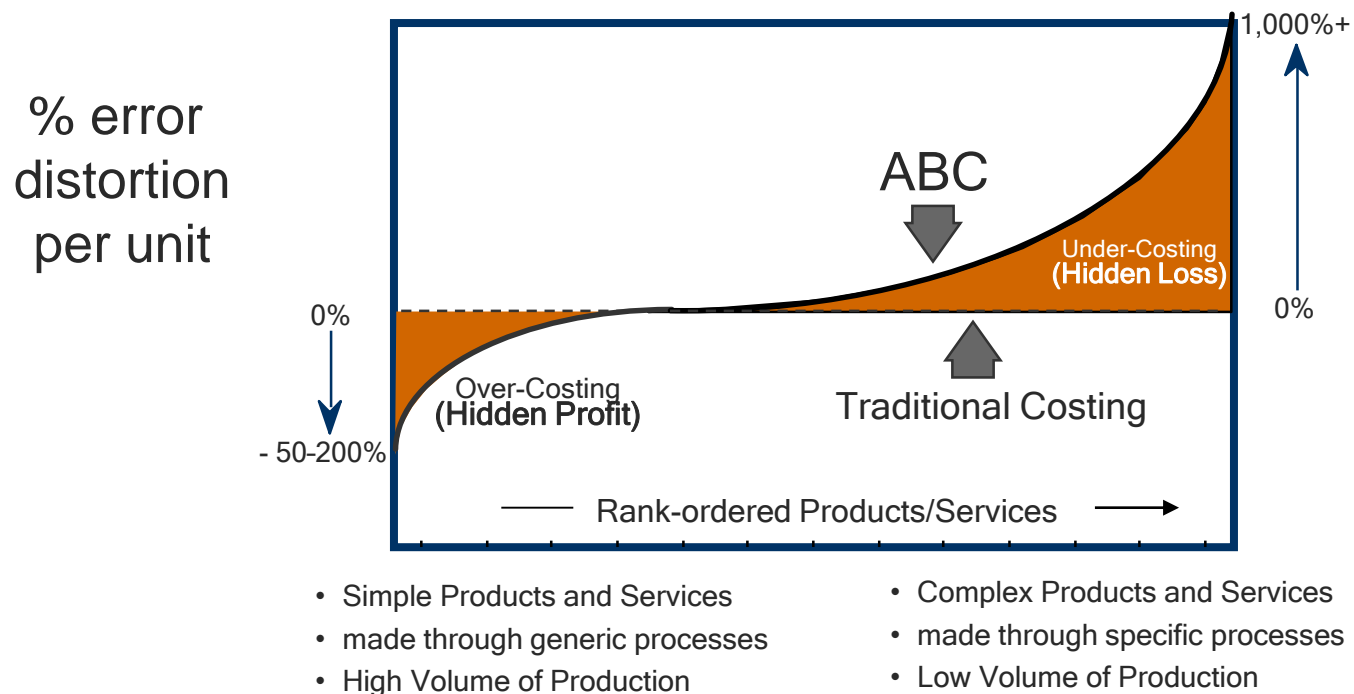 1,000%+
% error
distortion
per unit
ABC
Under-Costing
(Hidden Loss)
0%
0%
Over-Costing
(Hidden Profit)
Traditional Costing
- 50-200%
Rank-ordered Products/Services
• Simple Products and Services
• made through generic processes
• High Volume of Production
• Complex Products and Services
• made through specific processes
• Low Volume of Production